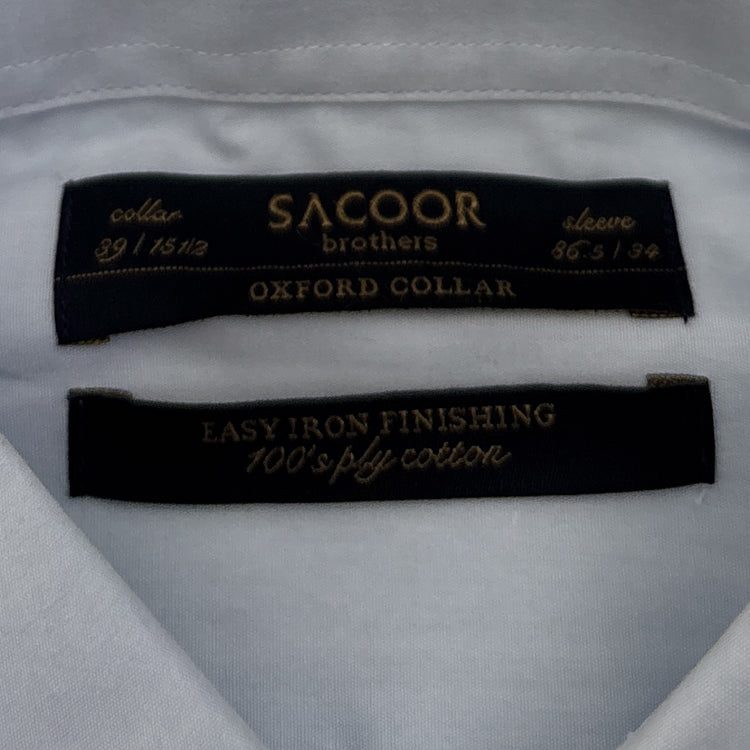 collar
39 / 15 1/2
SACOOR
brothers
sleeve
86.5 / 34
OXFORD COLLAR
EASY IRON FINISHING
100's ply cotton